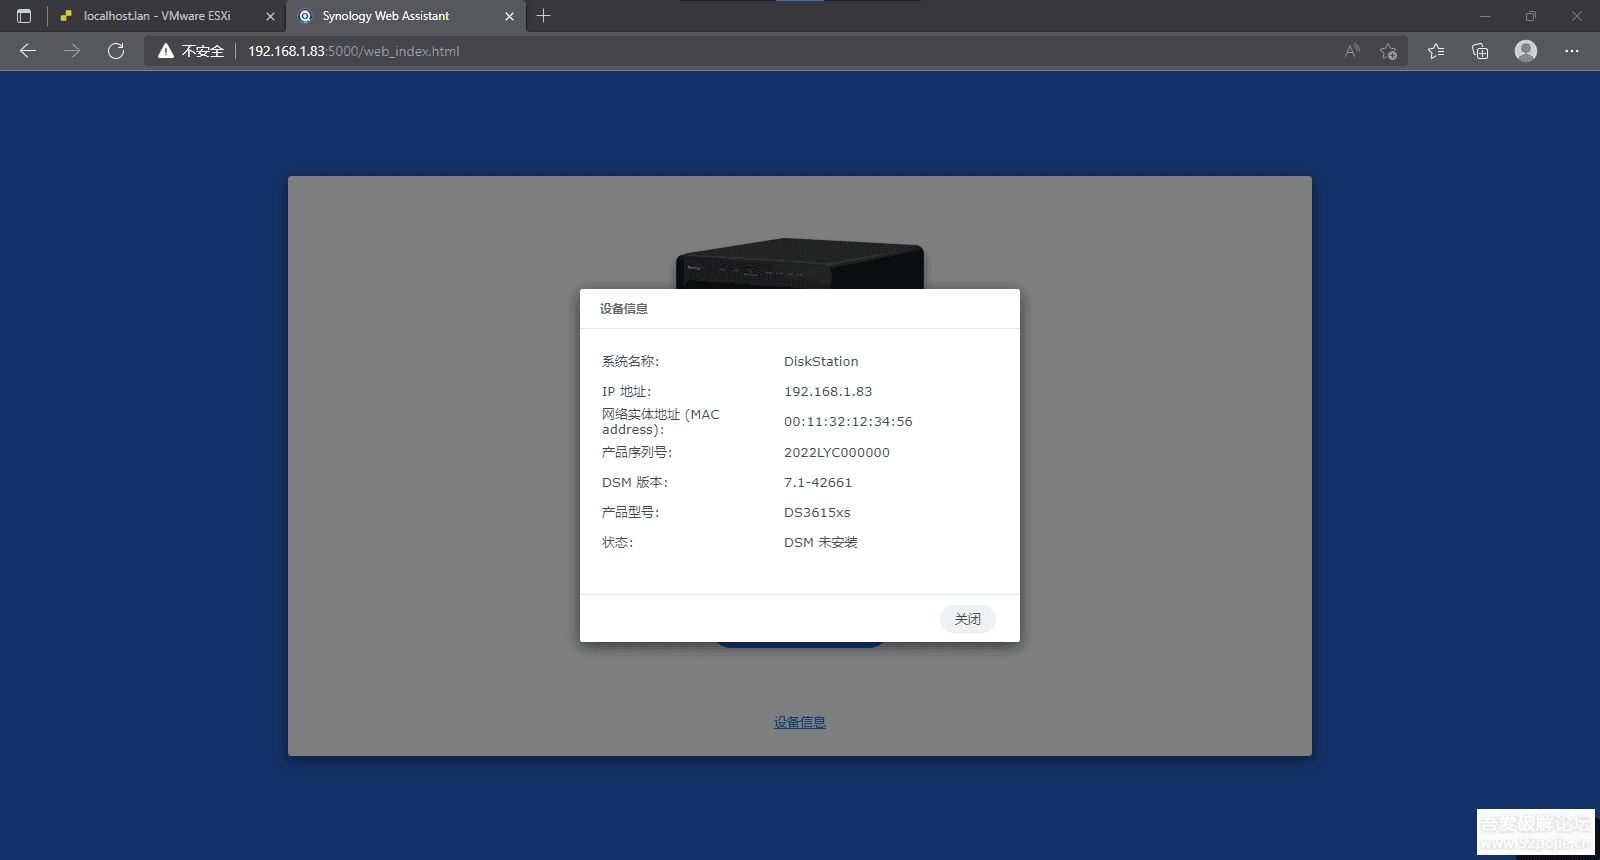 localhost.lan - VMware ESXi
Synology Web Assistant
不安全
192.168.1.83:5000/web_index.html
设备信息
系统名称: DiskStation
IP 地址: 192.168.1.83
网络实体地址 (MAC
address): 00:11:32:12:34:56
产品序列号: 2022LYC000000
DSM 版本: 7.1-42661
产品型号: DS3615xs
状态: DSM 未安装
关闭
设备信息
吾爱破解论坛
www.52pojie.cn